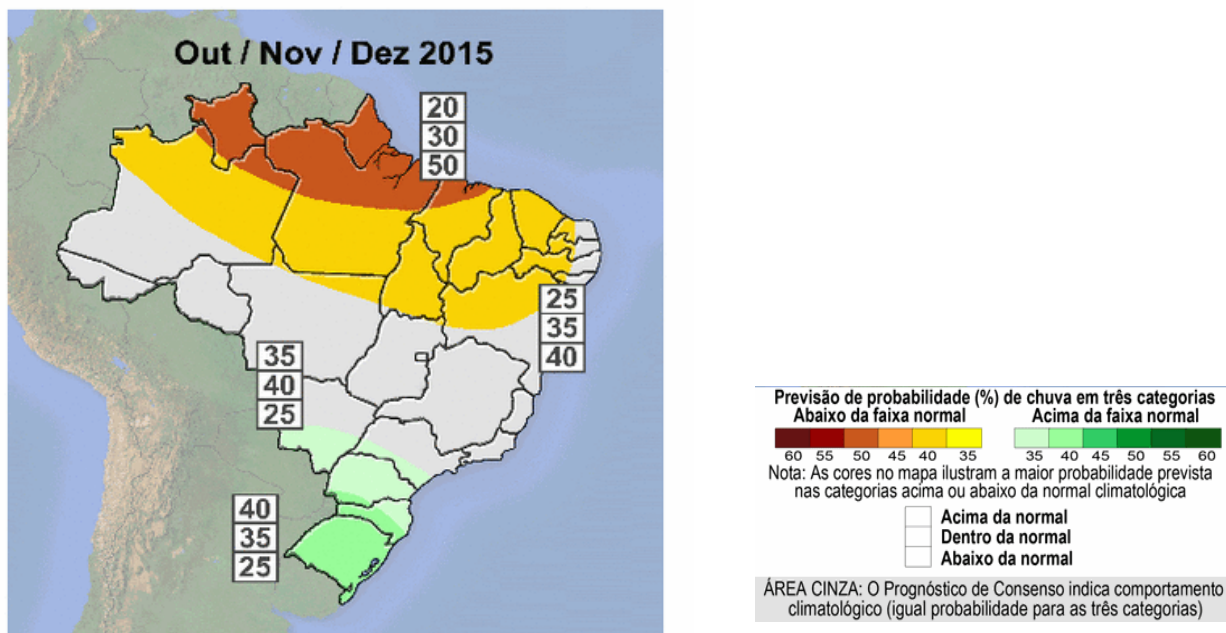 Out / Nov / Dez 2015
20
30
50
25
35
40
35
40
25
40
35
25
Previsão de probabilidade (%) de chuva em três categorias
Abaixo da faixa normal Acima da faixa normal
60 55 50 45 40 35 35 40 45 50 55 60
Nota: As cores no mapa ilustram a maior probabilidade prevista
nas categorias acima ou abaixo da normal climatológica
Acima da normal
Dentro da normal
Abaixo da normal
ÁREA CINZA: O Prognóstico de Consenso indica comportamento
climatológico (igual probabilidade para as três categorias)